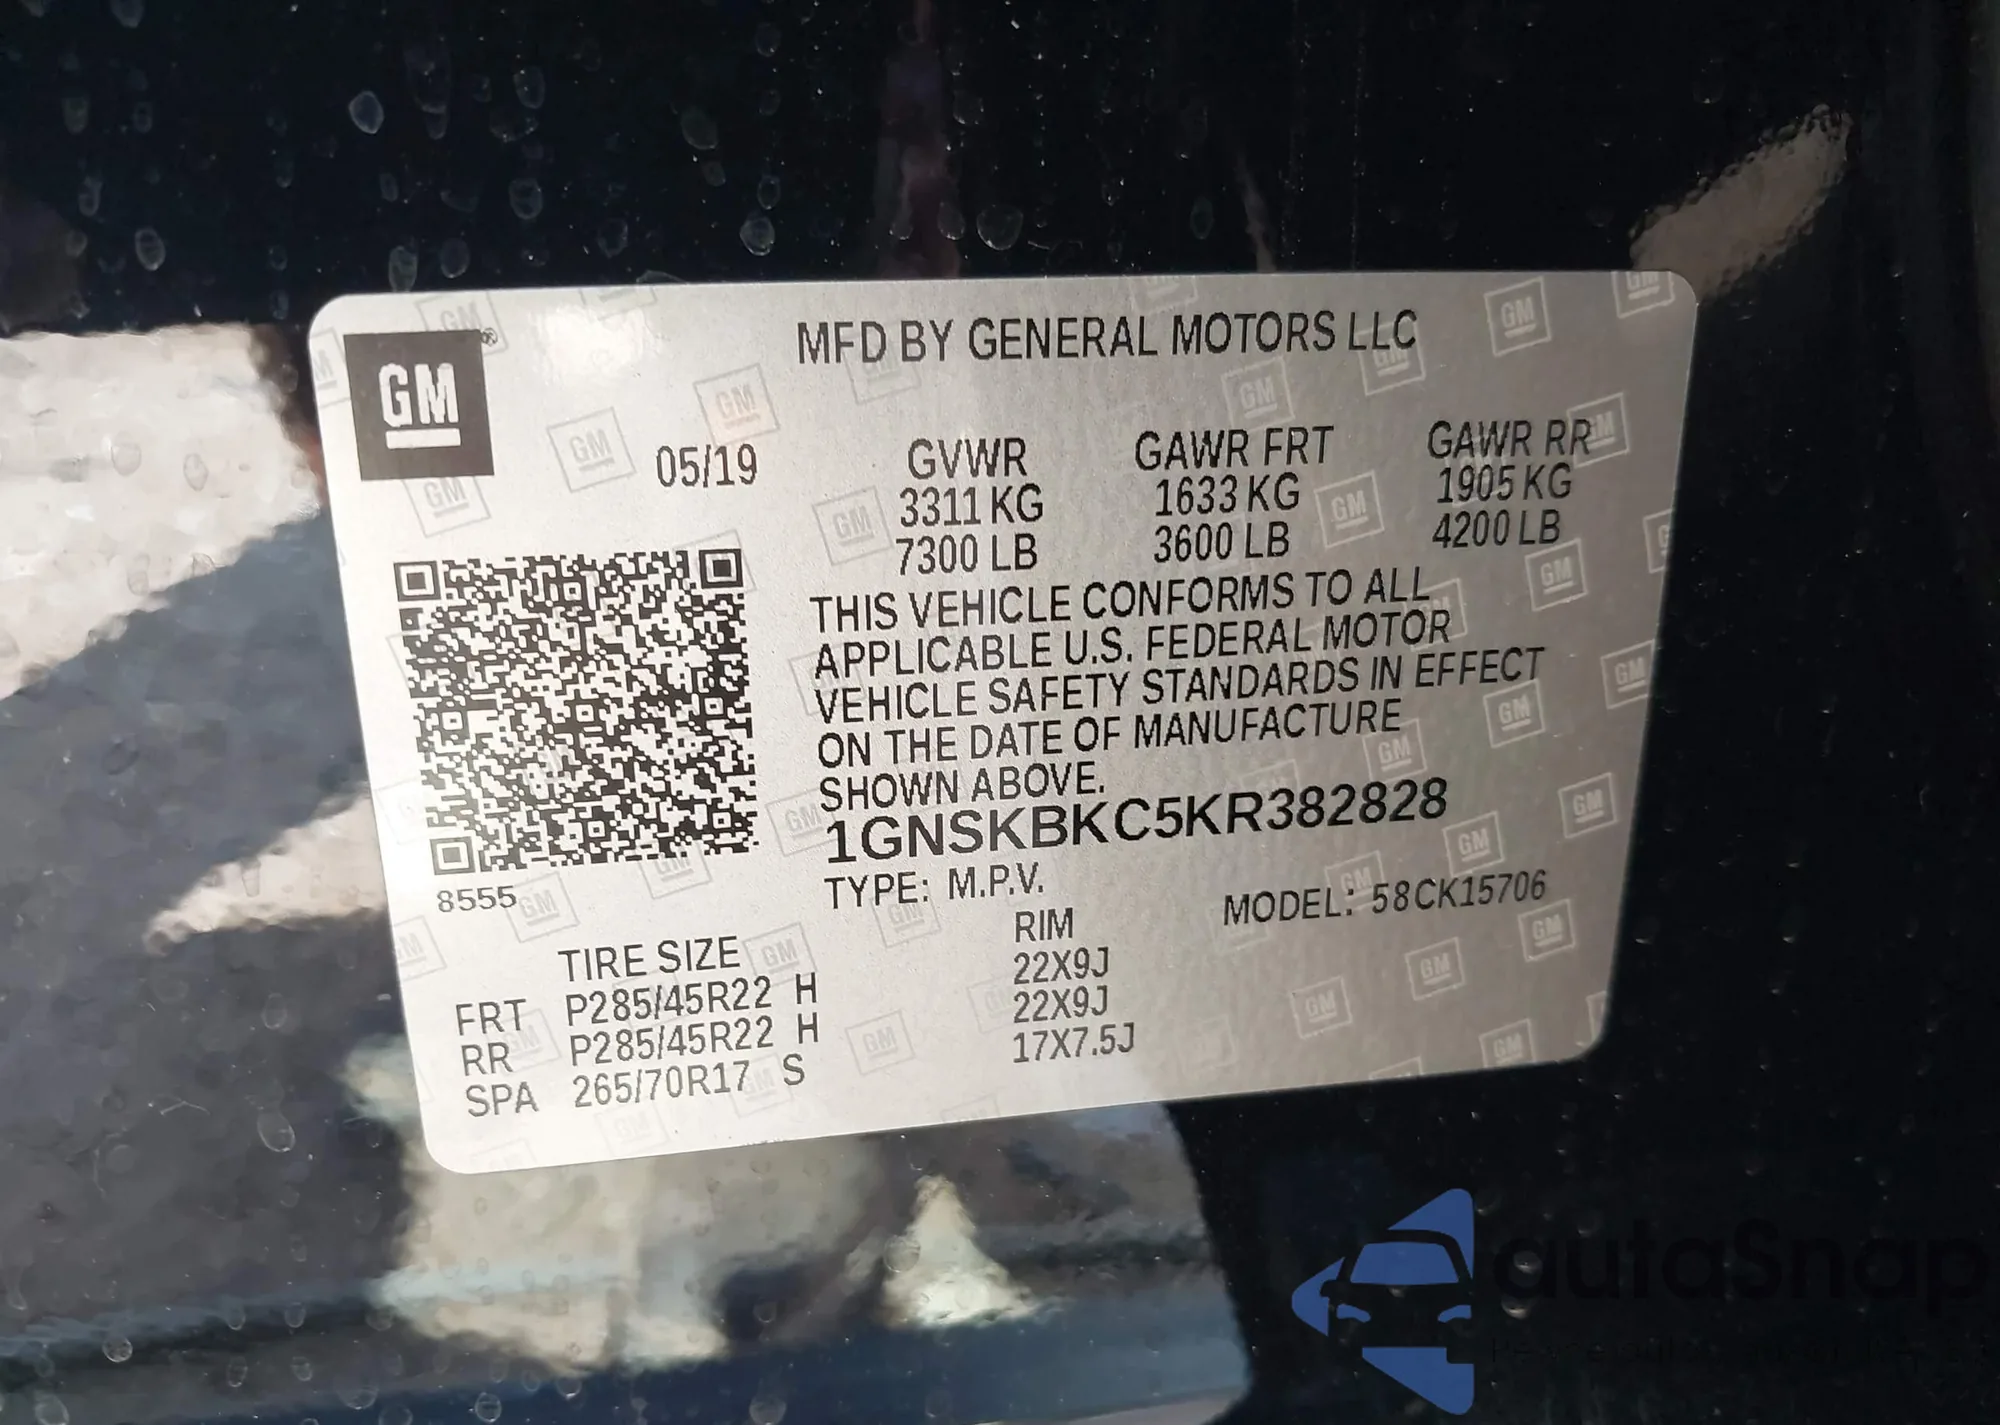 GM ®
MFD BY GENERAL MOTORS LLC
05/19
GVWR GAWR FRT GAWR RR
3311 KG 1633 KG 1905 KG
7300 LB 3600 LB 4200 LB
THIS VEHICLE CONFORMS TO ALL
APPLICABLE U.S. FEDERAL MOTOR
VEHICLE SAFETY STANDARDS IN EFFECT
ON THE DATE OF MANUFACTURE
SHOWN ABOVE.
1GNSKBKC5KR382828
8555
TYPE: M.P.V. MODEL: 58CK15706
TIRE SIZE RIM
FRT P285/45R22 H 22X9J
RR P285/45R22 H 22X9J
SPA 265/70R17 S 17X7.5J
autoSnap